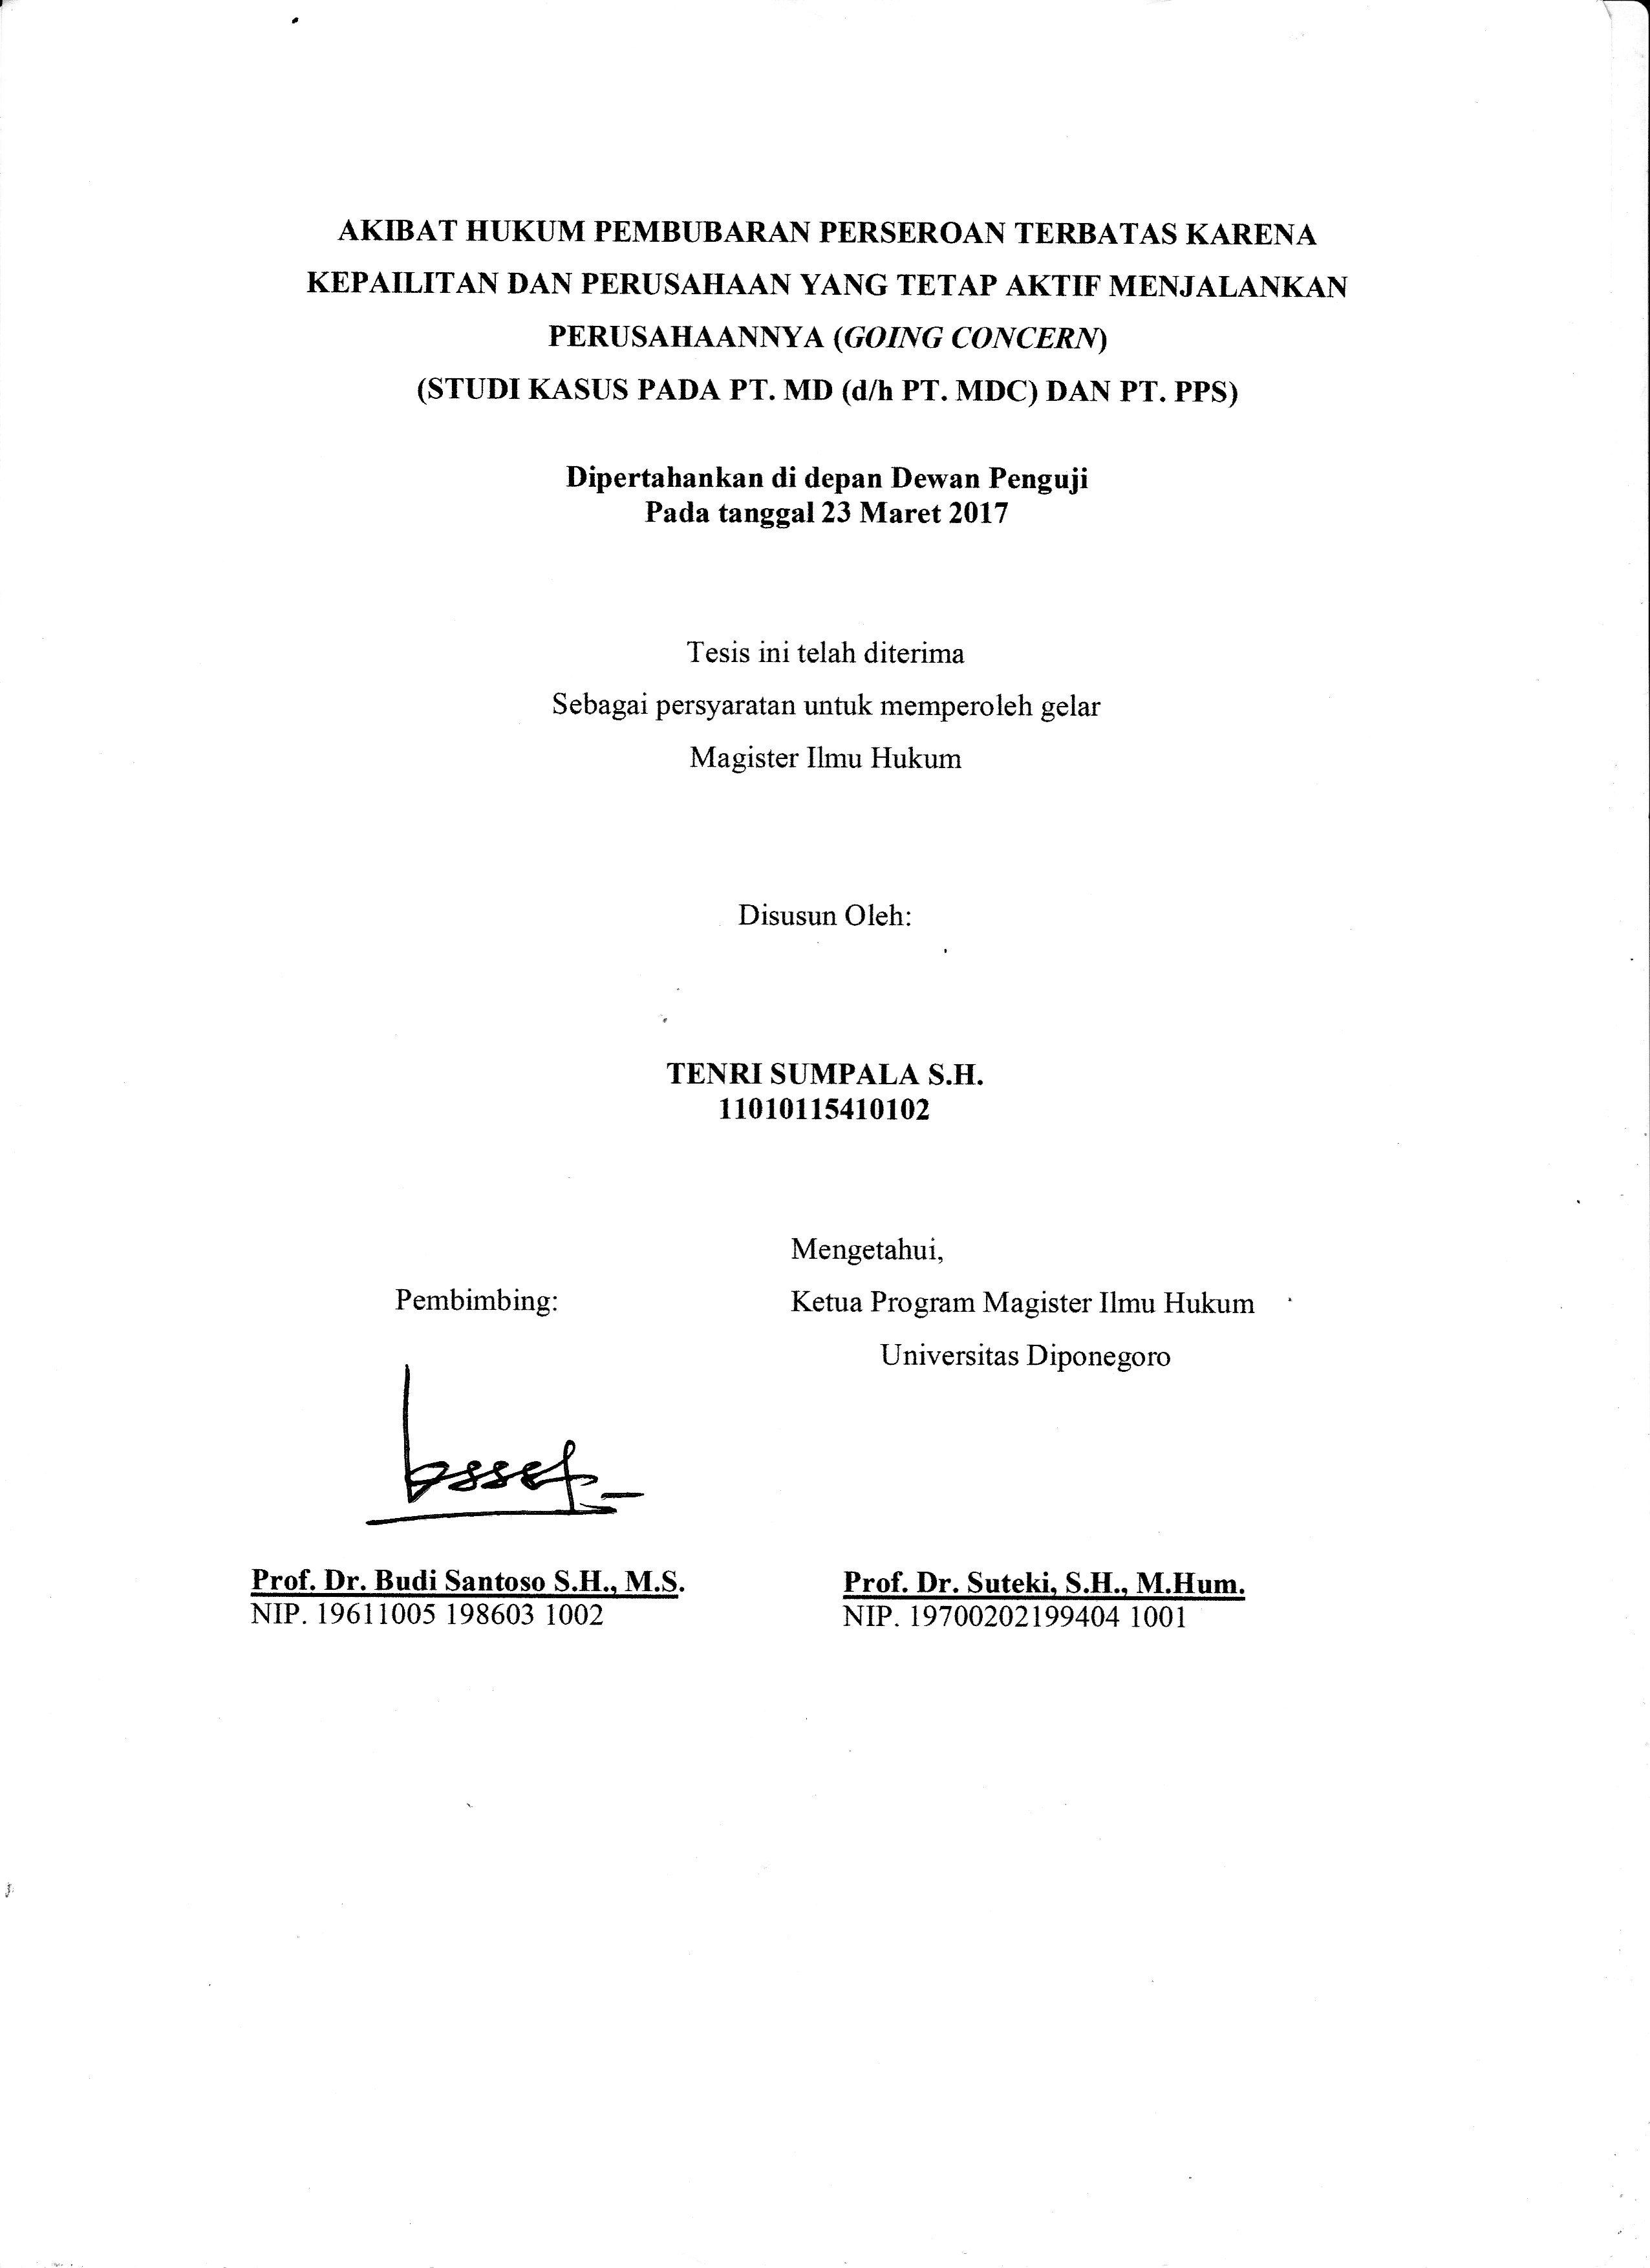 AKIBAT HUKUM PEMBUBARAN PERSEROAN TERBATAS KARENA
KEPAILITAN DAN PERUSAHAAN YANG TETAP AKTIF MENJALANKAN
PERUSAHAANNYA (GOING CONCERN)
(STUDI KASUS PADA PT. MD (d/h PT. MDC) DAN PT. PPS)
Dipertahankan di depan Dewan Penguji
Pada tanggal 23 Maret 2017
Tesis ini telah diterima
Sebagai persyaratan untuk memperoleh gelar
Magister Ilmu Hukum
Disusun Oleh:
TENRI SUMPALA S.H.
11010115410102
Mengetahui,
Pembimbing:
Ketua Program Magister Ilmu Hukum
Universitas Diponegoro
Prof. Dr. Budi Santoso S.H., M.S.
NIP. 19611005 198603 1002
Prof. Dr. Suteki, S.H., M.Hum.
NIP. 19700202199404 1001